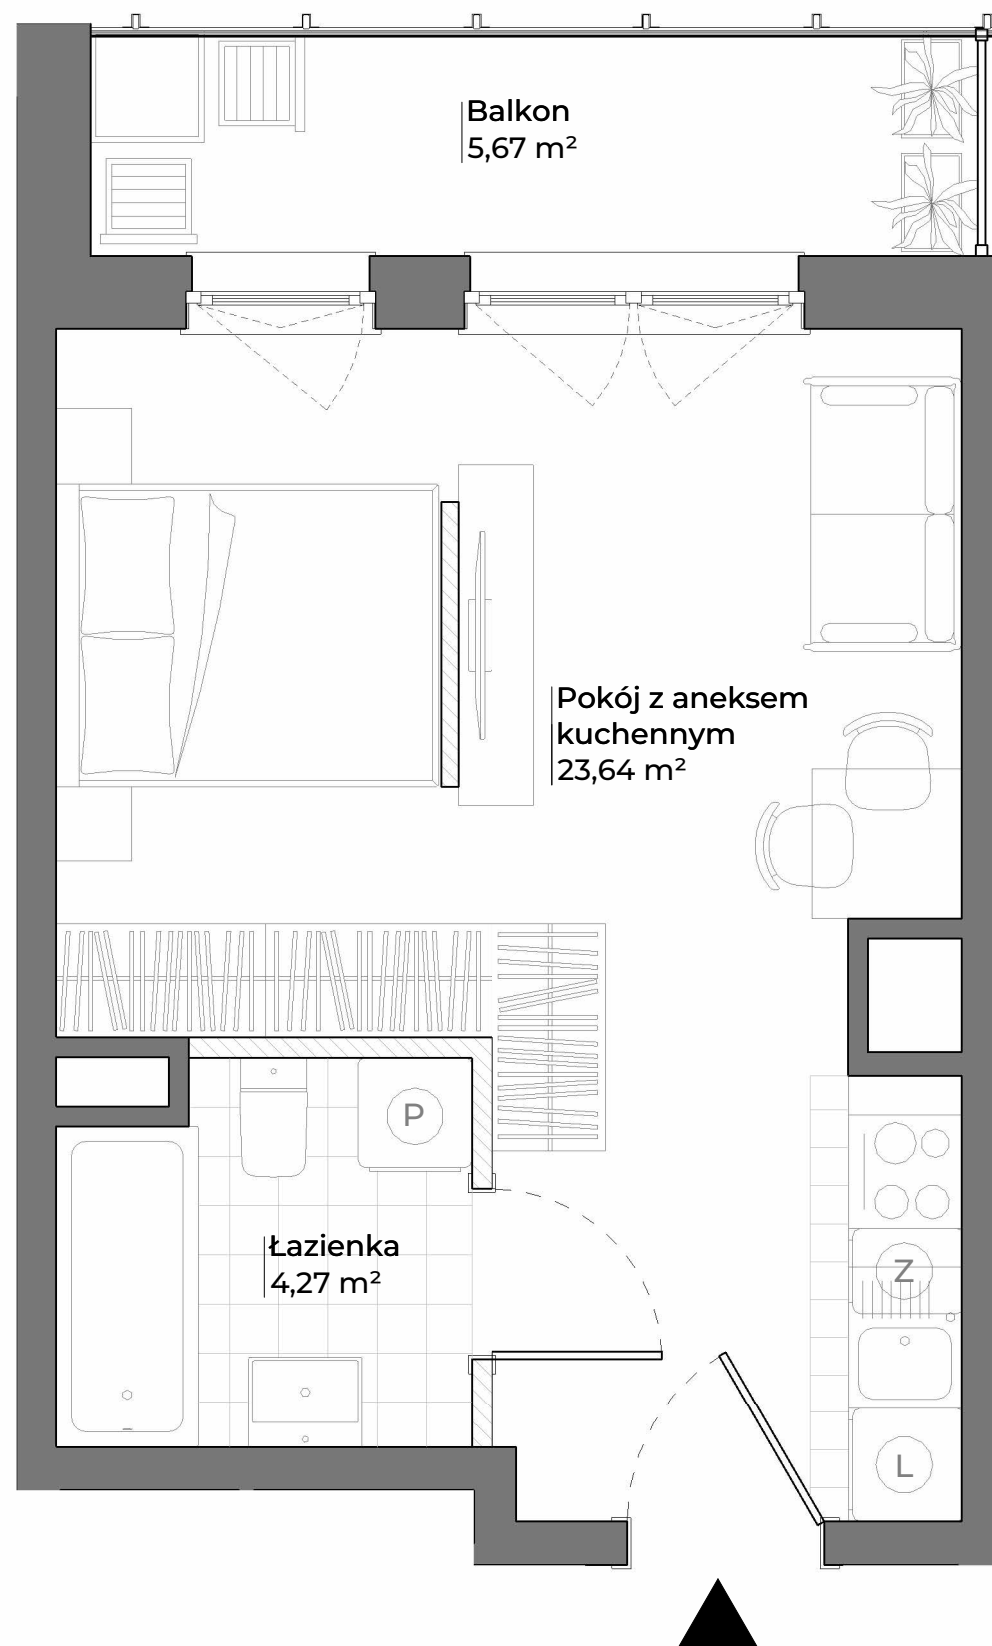 Balkon
5,67 m²
Pokój z aneksem
kuchennym
23,64 m²
P
Łazienka
4,27 m²
Z
L